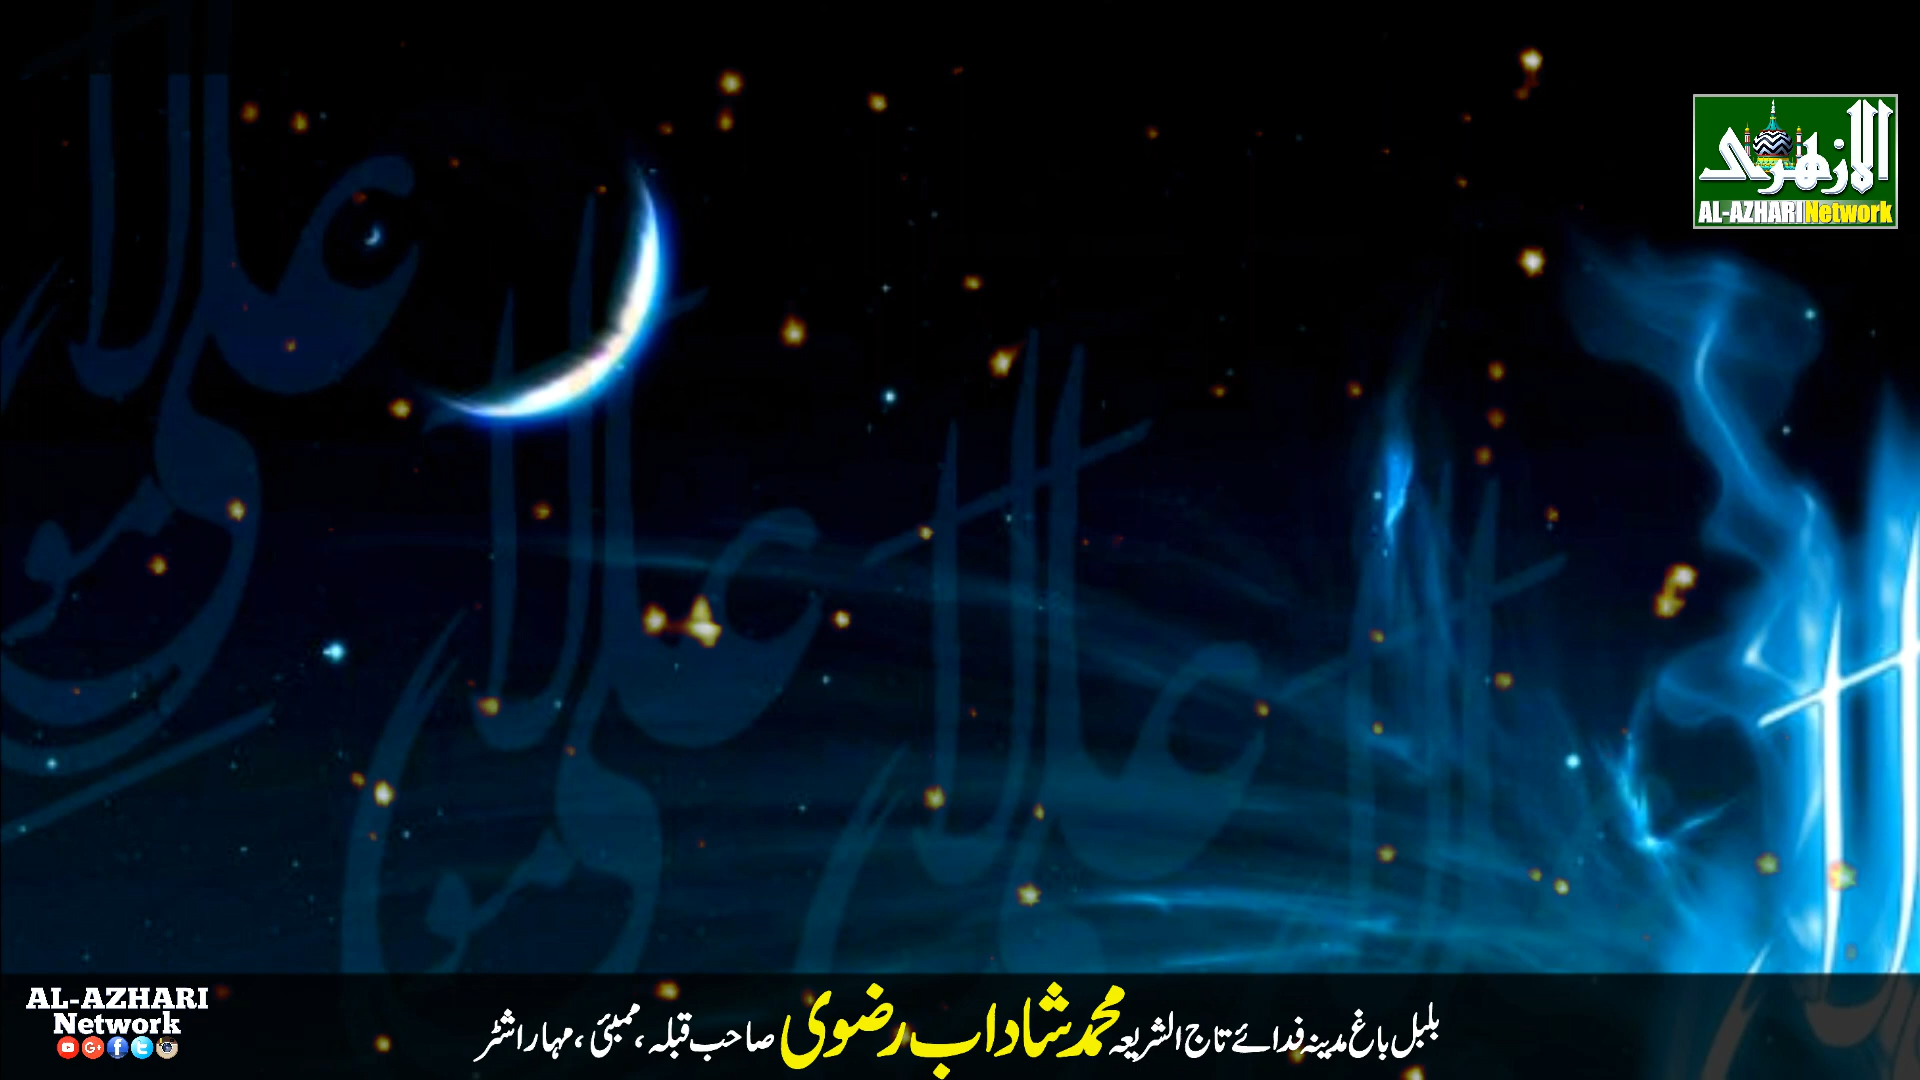 الازہری
AL-AZHARI Network
AL-AZHARI
Network
بلبل باغ مدینہ فدائے تاج الشریعہ محمد شاداب رضوی صاحب قبلہ، ممبئی، مہاراشٹر